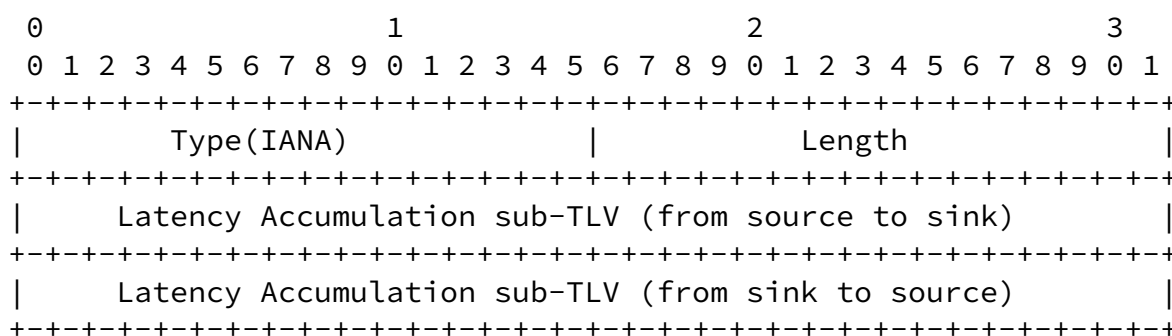 0                   1                   2                   3
 0 1 2 3 4 5 6 7 8 9 0 1 2 3 4 5 6 7 8 9 0 1 2 3 4 5 6 7 8 9 0 1
+-+-+-+-+-+-+-+-+-+-+-+-+-+-+-+-+-+-+-+-+-+-+-+-+-+-+-+-+-+-+-+-+
|        Type(IANA)             |           Length              |
+-+-+-+-+-+-+-+-+-+-+-+-+-+-+-+-+-+-+-+-+-+-+-+-+-+-+-+-+-+-+-+-+
|     Latency Accumulation sub-TLV (from source to sink)        |
+-+-+-+-+-+-+-+-+-+-+-+-+-+-+-+-+-+-+-+-+-+-+-+-+-+-+-+-+-+-+-+-+
|     Latency Accumulation sub-TLV (from sink to source)        |
+-+-+-+-+-+-+-+-+-+-+-+-+-+-+-+-+-+-+-+-+-+-+-+-+-+-+-+-+-+-+-+-+